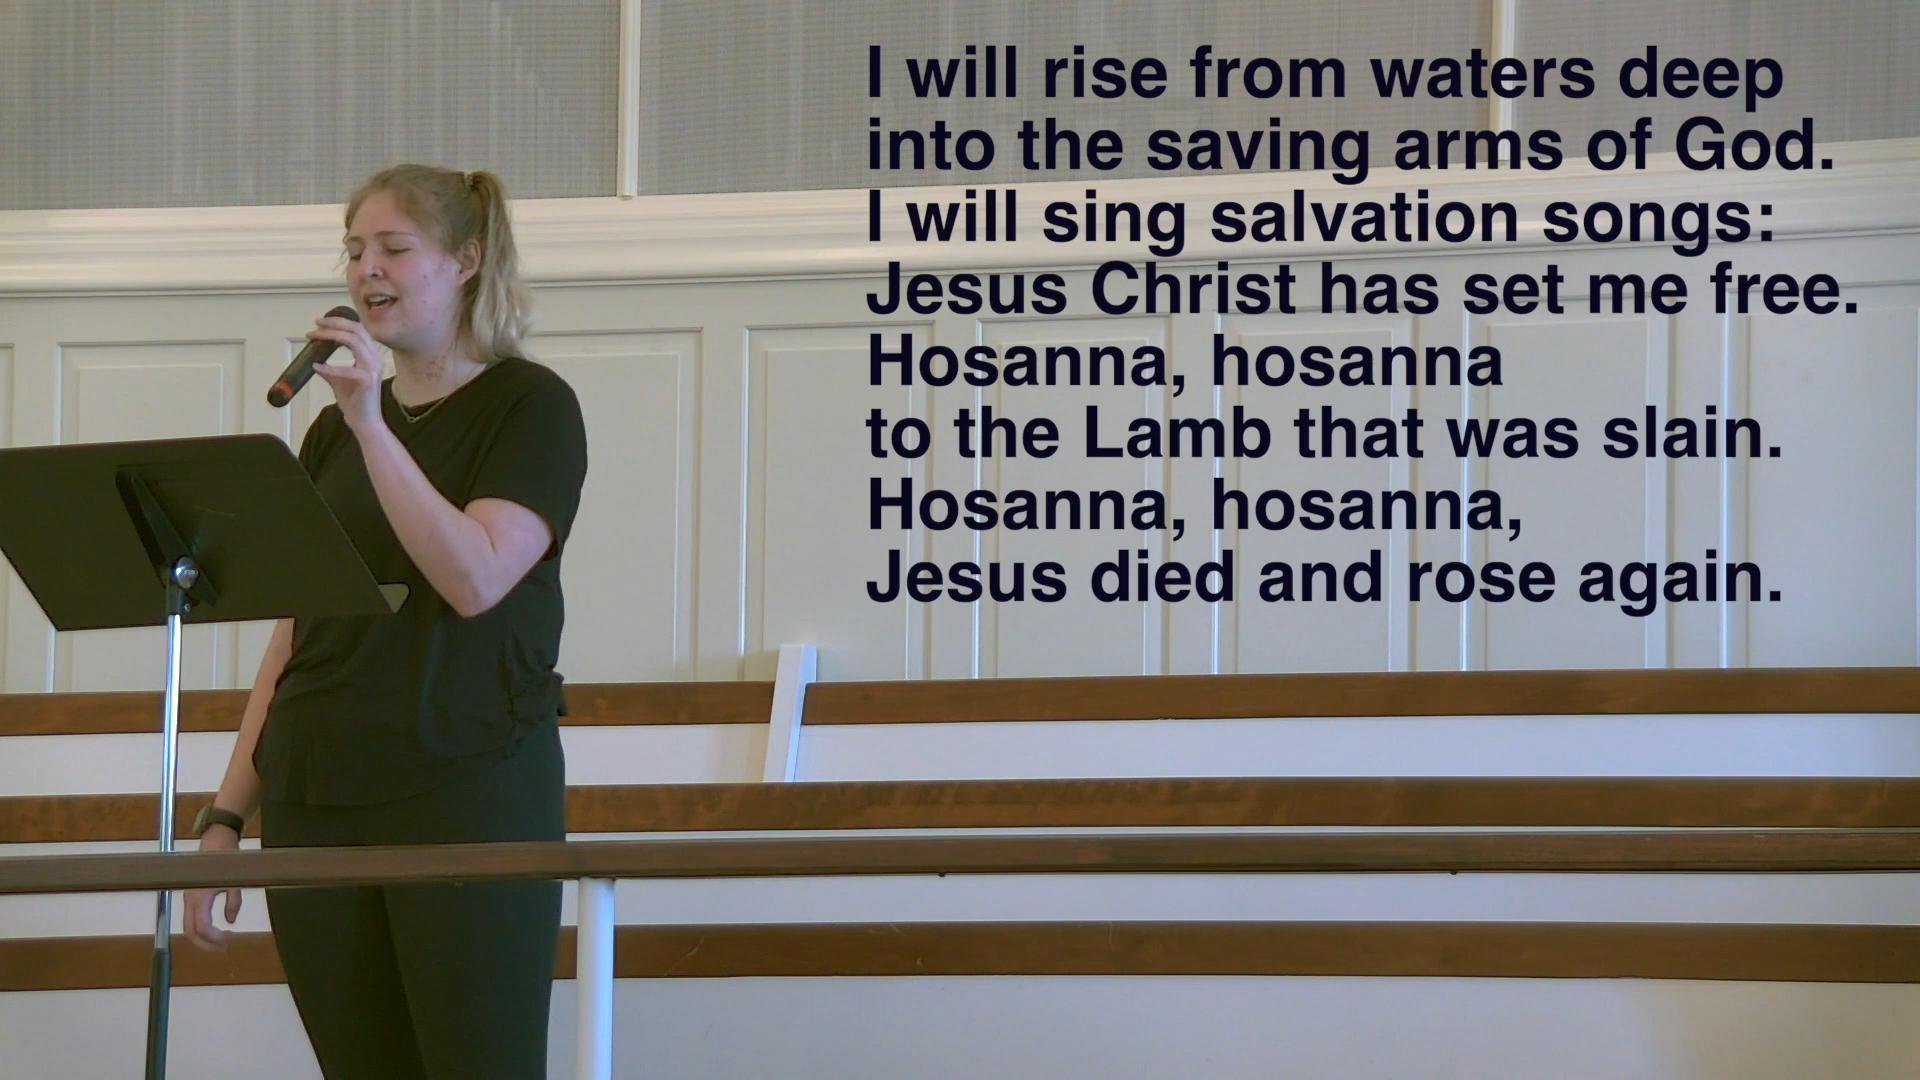 I will rise from waters deep
into the saving arms of God.
I will sing salvation songs:
Jesus Christ has set me free.
Hosanna, hosanna
to the Lamb that was slain.
Hosanna, hosanna,
Jesus died and rose again.